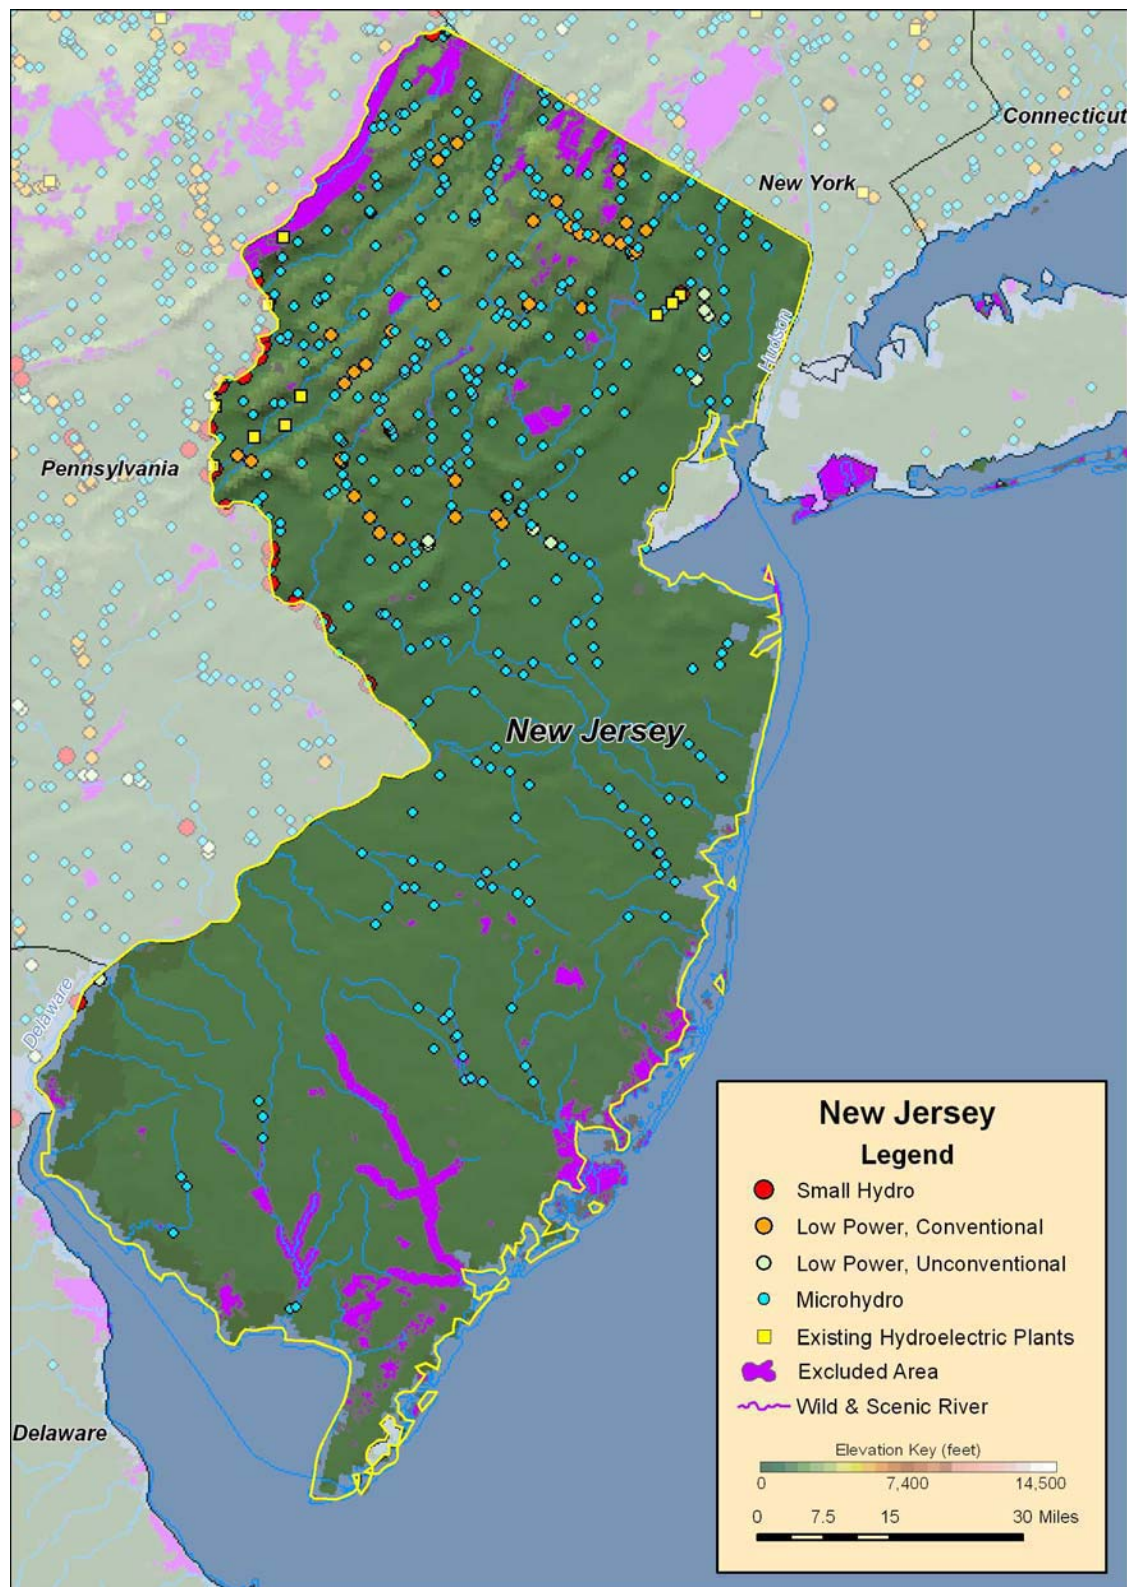 Connecticut
New York
Hudson
Pennsylvania
New Jersey
Delaware
Delaware
New Jersey
Legend
Small Hydro
Low Power, Conventional
Low Power, Unconventional
Microhydro
Existing Hydroelectric Plants
Excluded Area
Wild & Scenic River
Elevation Key (feet)
0 7,400 14,500
0 7.5 15 30 Miles